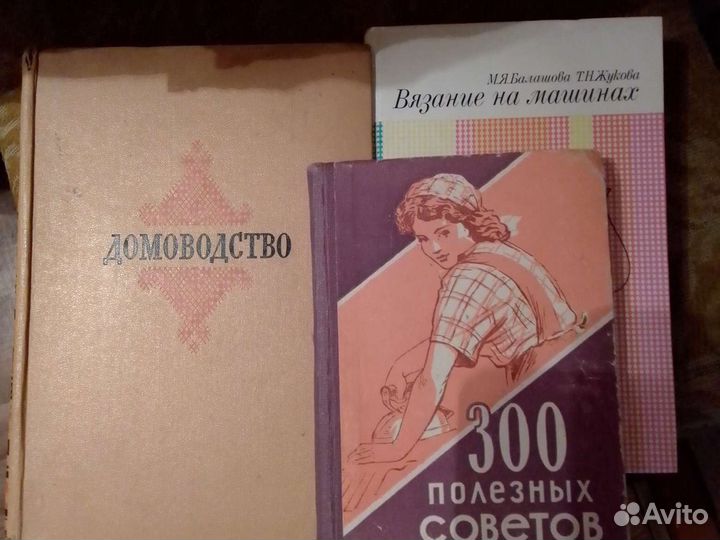 ДОМОВОДСТВО
М.Я.Балашова Т.Н.Жукова
Вязание на машинах
300
полезных
советов
Avito